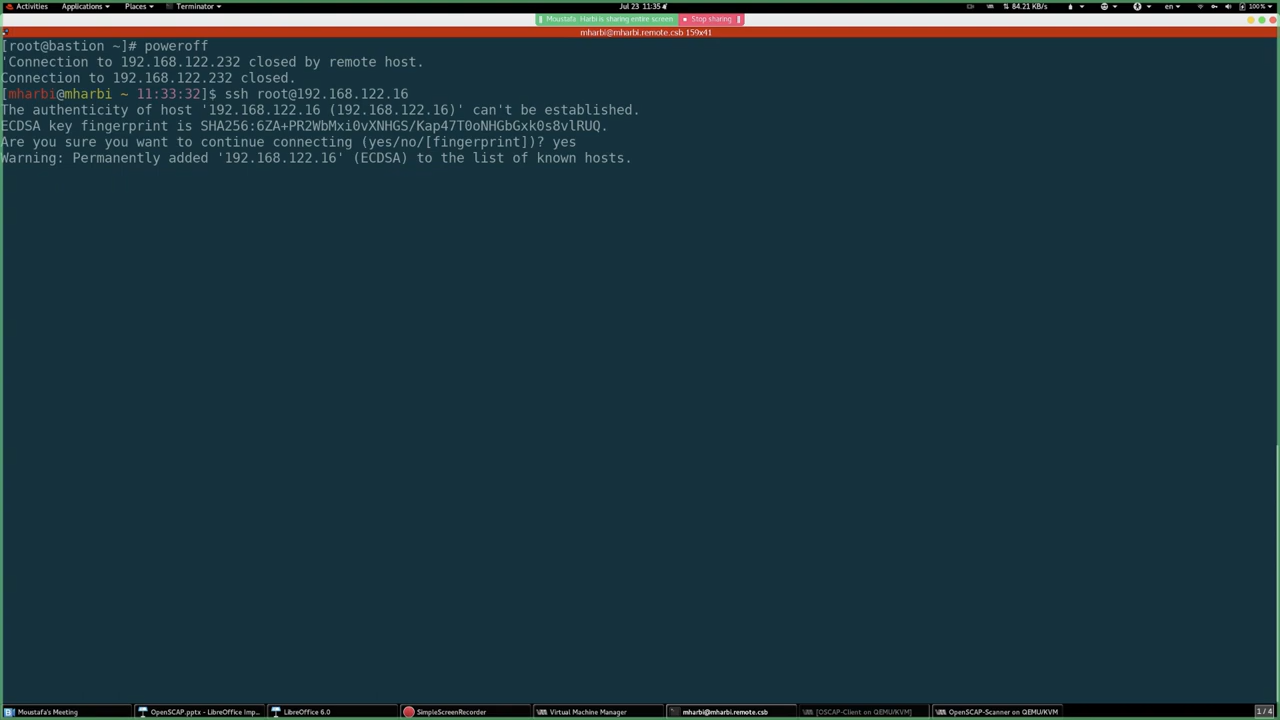 Activities Applications Places Terminator Jul 23 11:35 84.21 KB/s en 100%
Moustafa Harbi is sharing entire screen Stop sharing
mharbi@mharbi.remote.csb 159x41
[root@bastion ~]# poweroff
'Connection to 192.168.122.232 closed by remote host.
Connection to 192.168.122.232 closed.
[mharbi@mharbi ~ 11:33:32]$ ssh root@192.168.122.16
The authenticity of host '192.168.122.16 (192.168.122.16)' can't be established.
ECDSA key fingerprint is SHA256:6ZA+PR2WbMxi0vXNHGS/Kap47T0oNHGbGxk0s8vlRUQ.
Are you sure you want to continue connecting (yes/no/[fingerprint])? yes
Warning: Permanently added '192.168.122.16' (ECDSA) to the list of known hosts.
Moustafa's Meeting OpenSCAP.pptx - LibreOffice Imp... LibreOffice 6.0 SimpleScreenRecorder Virtual Machine Manager mharbi@mharbi.remote.csb [OSCAP-Client on QEMU/KVM] OpenSCAP-Scanner on QEMU/KVM 1 / 4